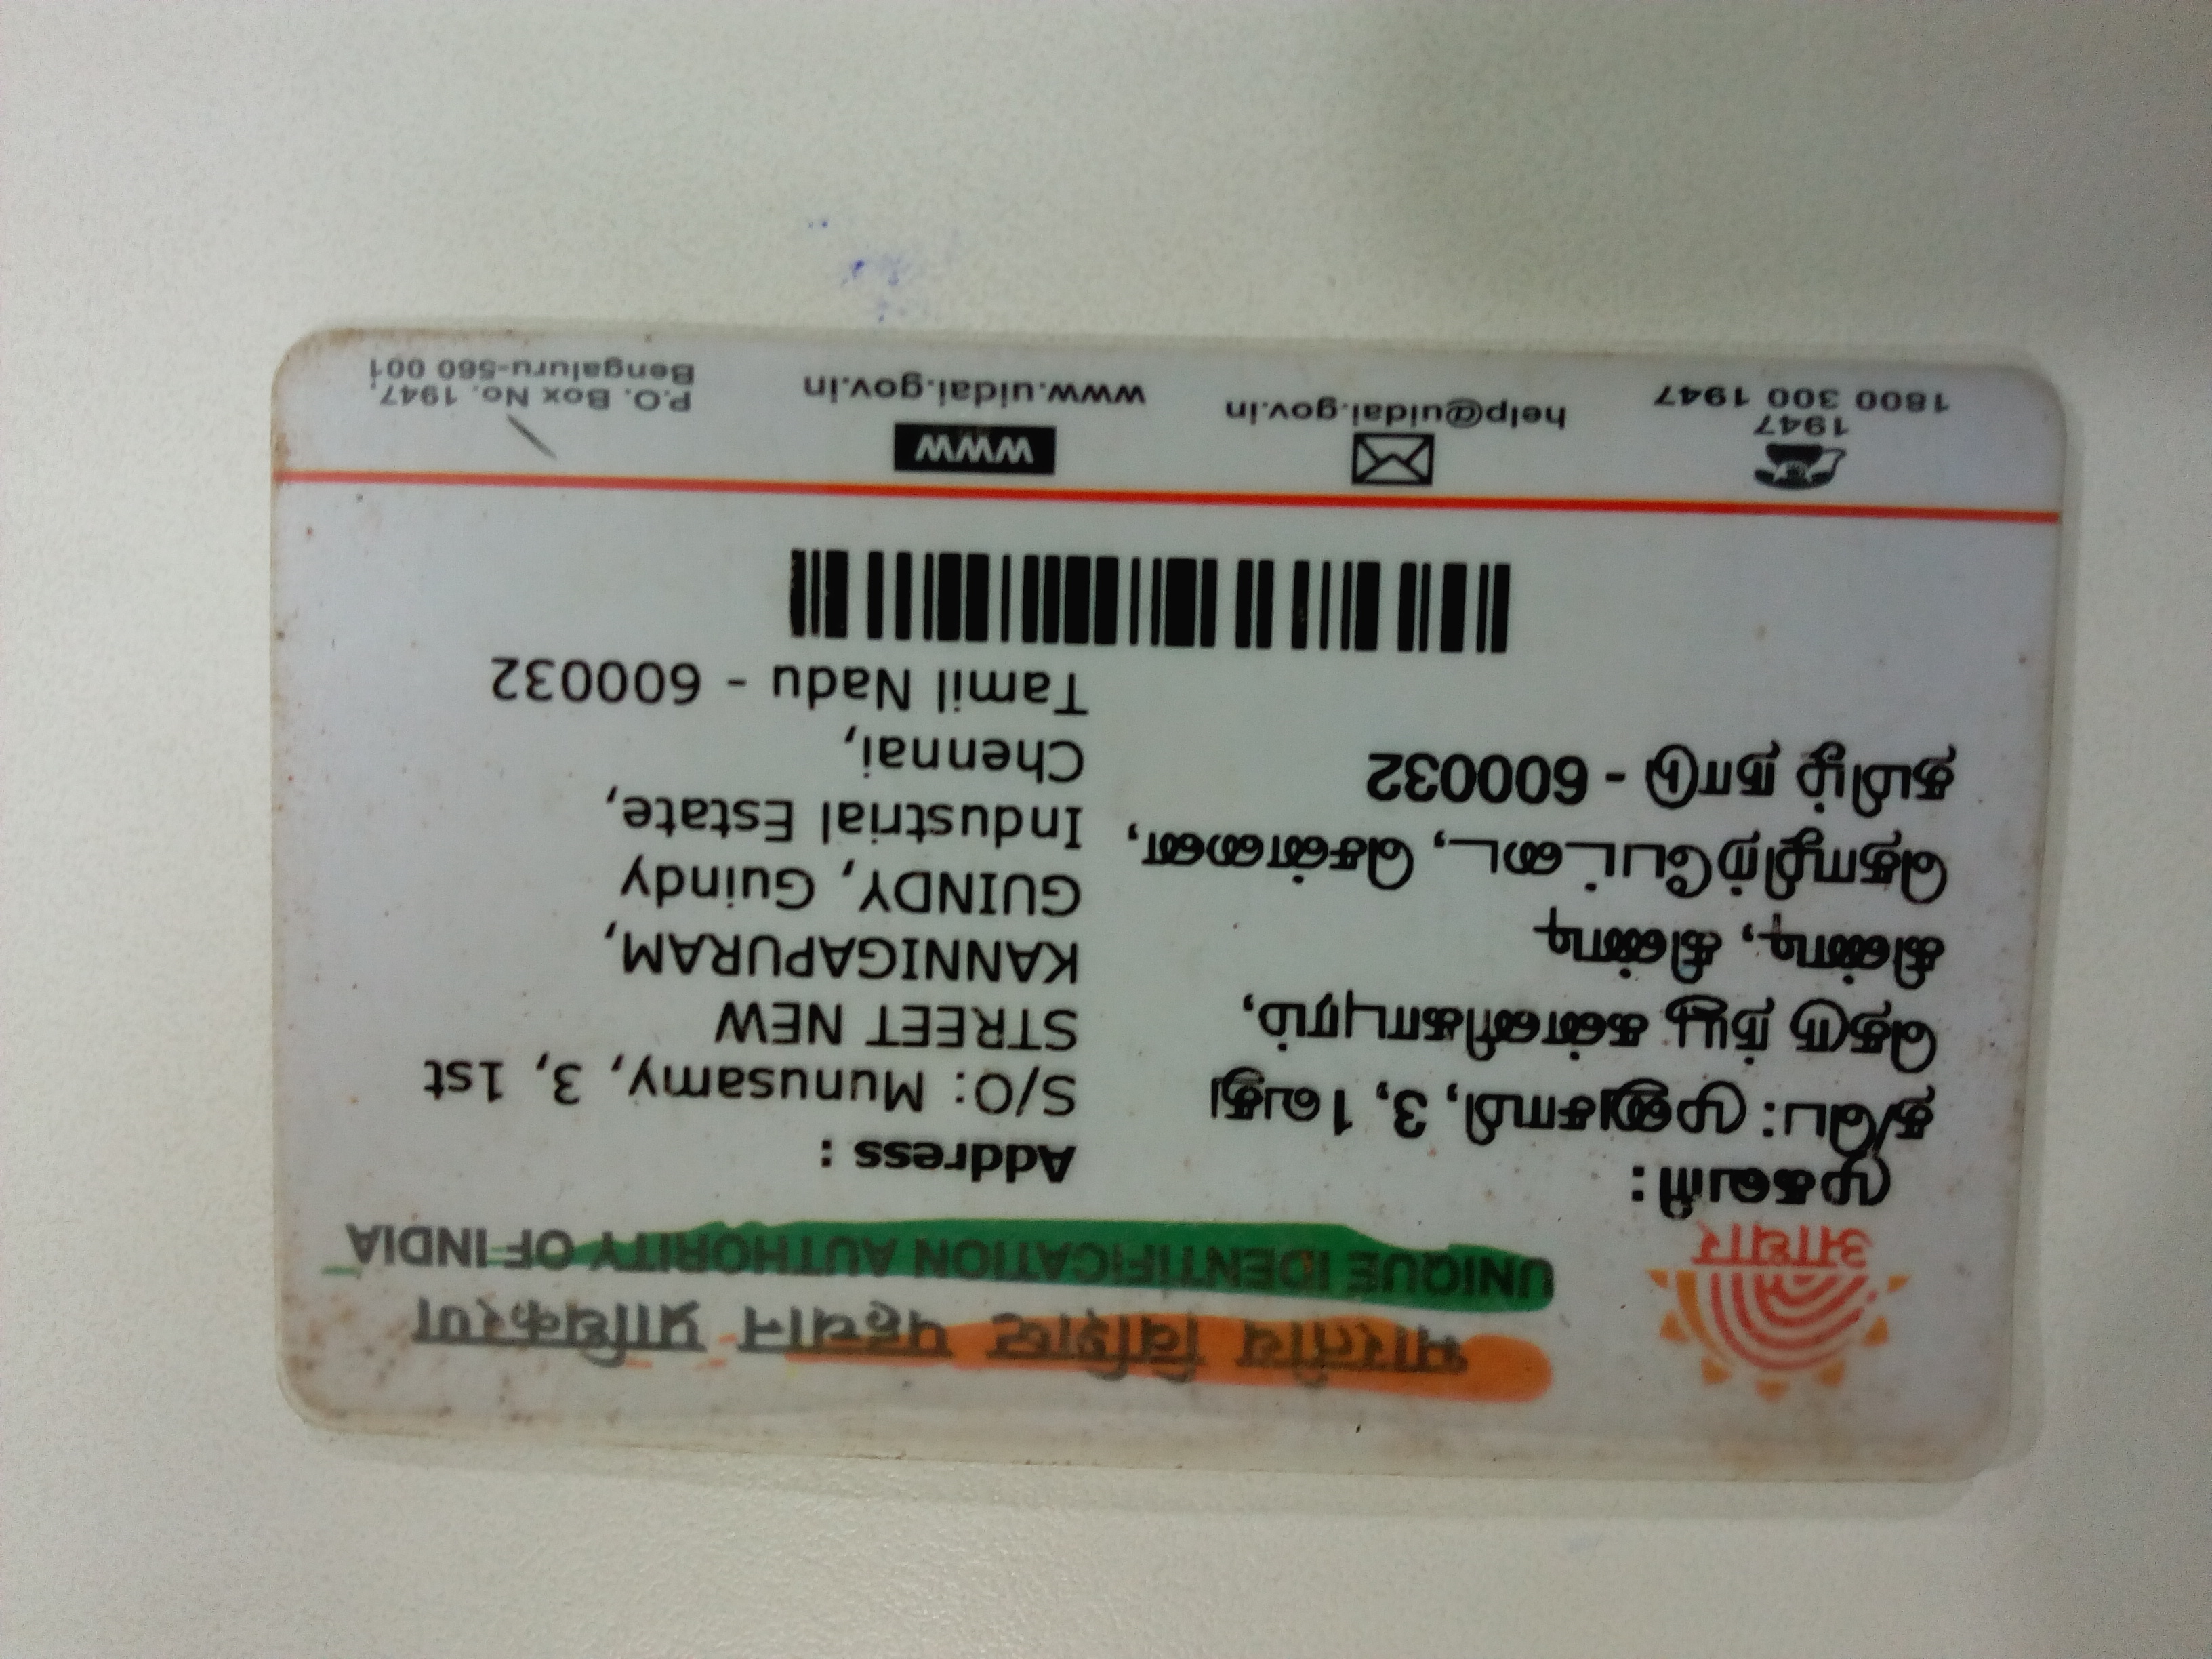 भारतीय विशिष्ट पहचान प्राधिकरण
UNIQUE IDENTIFICATION AUTHORITY OF INDIA
आधार
முகவரி:
த/பெ: முனுசாமி, 3, 1வது
தெரு நியூ கன்னிகாபுரம்,
கிண்டி, கிண்டி
தொழிற்பேட்டை, சென்னை,
தமிழ் நாடு - 600032
Address :
S/O: Munusamy, 3, 1st
STREET NEW
KANNIGAPURAM,
GUINDY, Guindy
Industrial Estate,
Chennai,
Tamil Nadu - 600032
1947
1800 300 1947
help@uidai.gov.in
WWW
www.uidai.gov.in
P.O. Box No. 1947,
Bengaluru-560 001